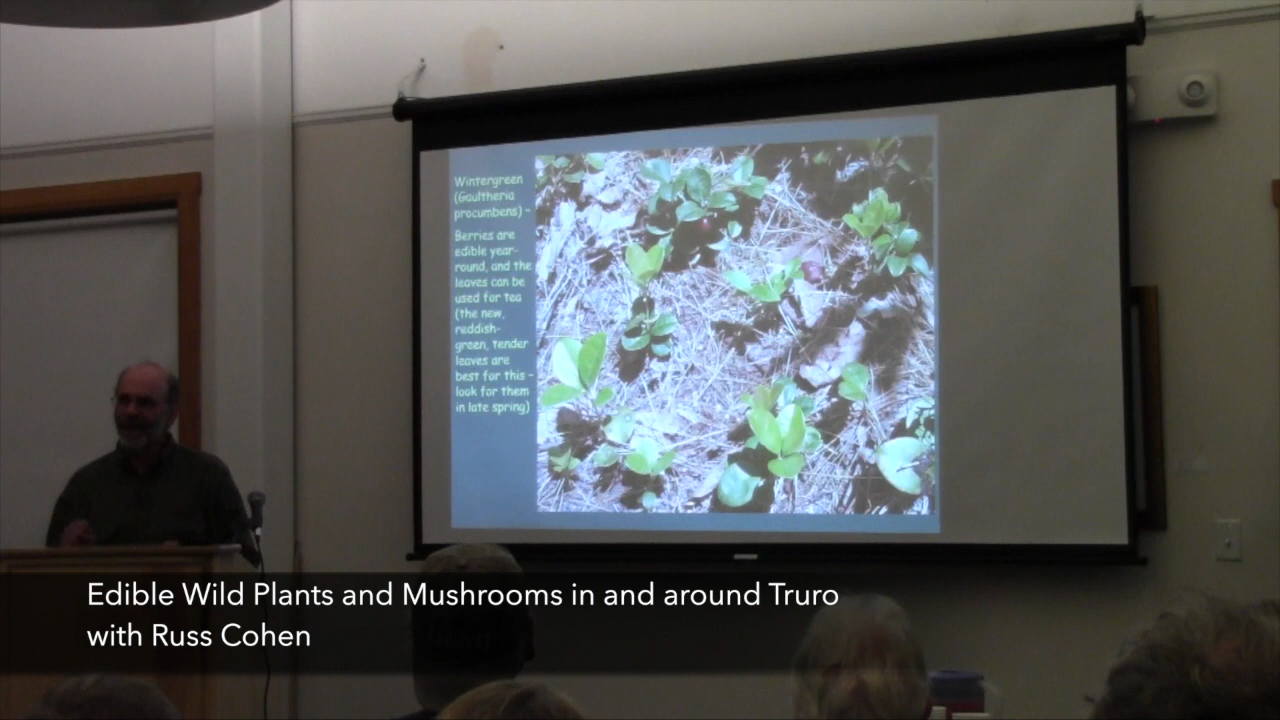 Wintergreen
(Gaultheria
procumbens) -
Berries are
edible year-
round, and the
leaves can be
used for tea
(the new,
reddish-
green, tender
leaves are
best for this -
look for them
in late spring)
Edible Wild Plants and Mushrooms in and around Truro
with Russ Cohen